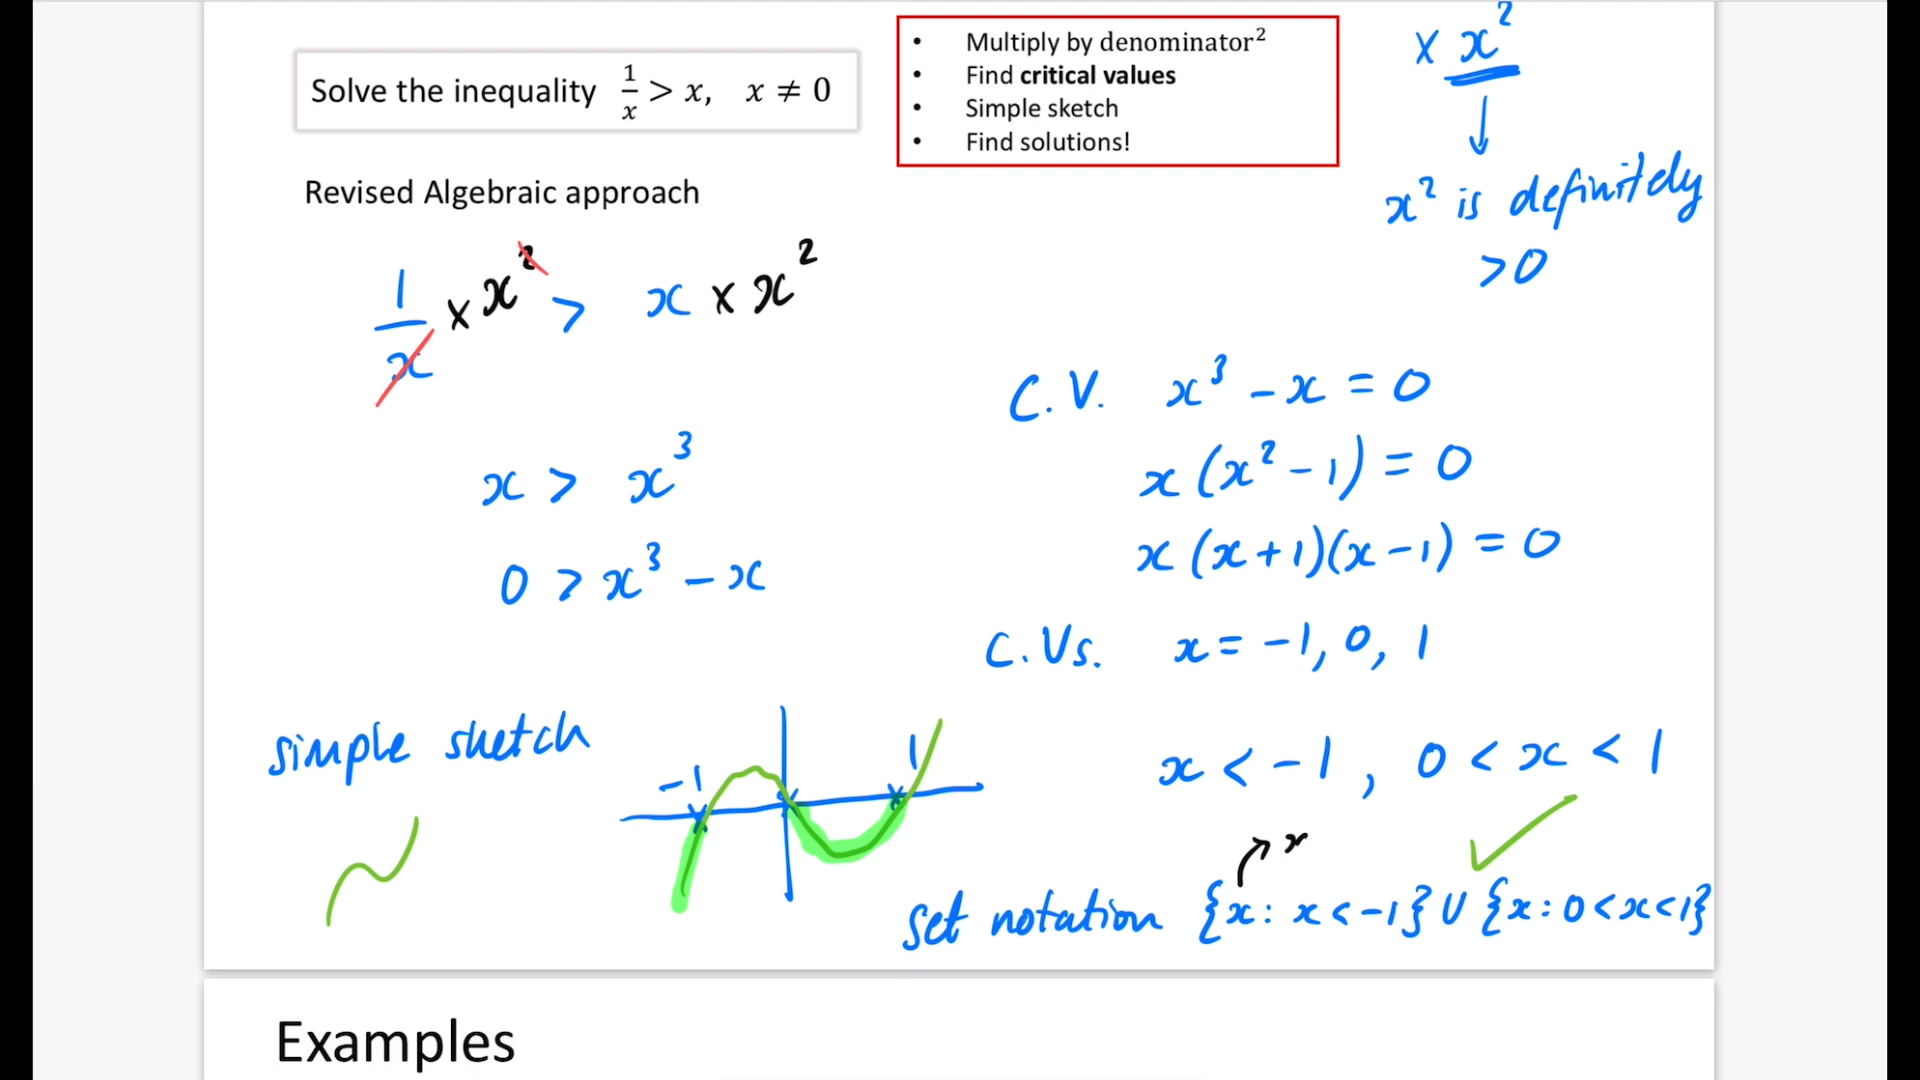 Solve the inequality 1/x > x, x ≠ 0
• Multiply by denominator²
• Find critical values
• Simple sketch
• Find solutions!
× x²
↓
x² is definitely
>0
Revised Algebraic approach
1/x × x² > x × x²
x > x³
0 > x³ − x
C.V. x³ − x = 0
x(x² − 1) = 0
x(x+1)(x−1) = 0
C.Vs. x = −1, 0, 1
simple sketch
−1
1
x < −1, 0 < x < 1
x
set notation {x: x < −1} ∪ {x: 0 < x < 1}
Examples